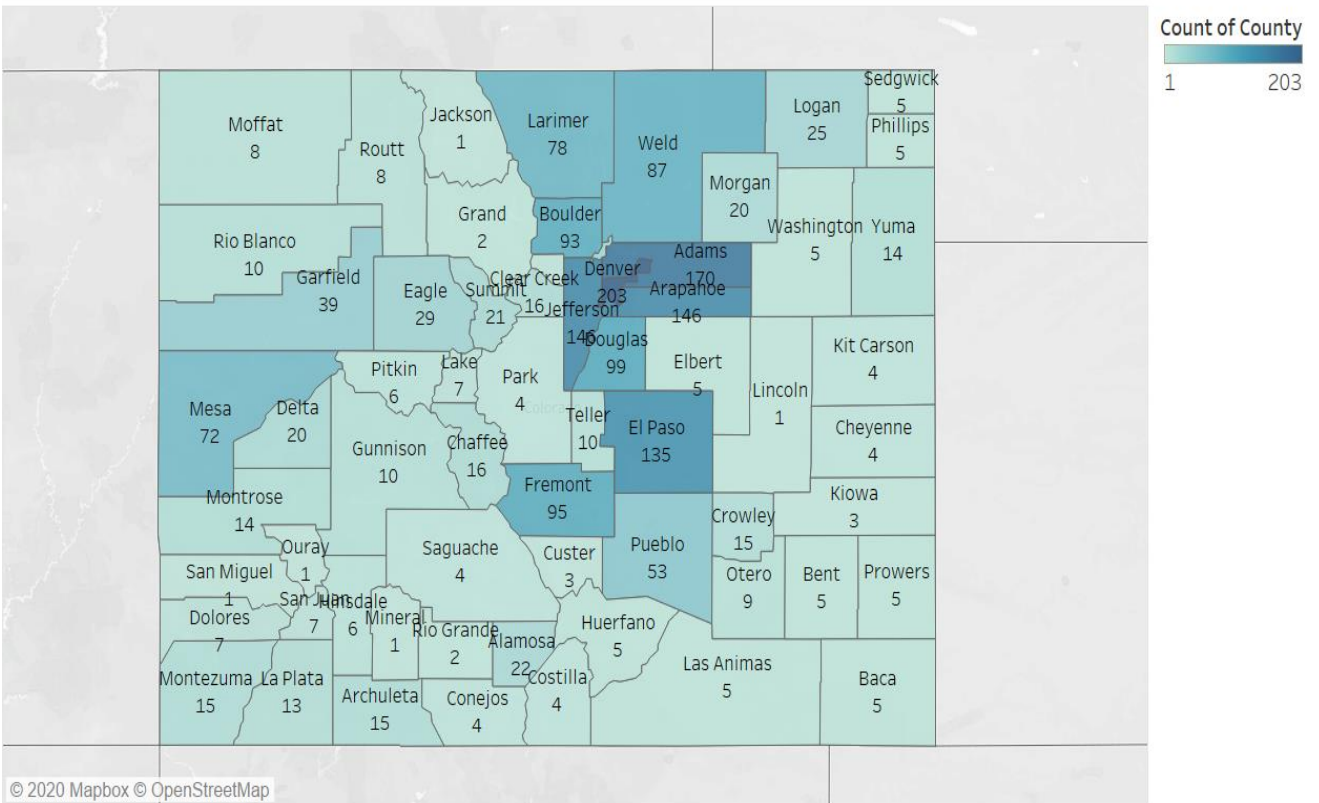 Count of County
1 203
Moffat
8
Routt
8
Jackson
1
Larimer
78
Weld
87
Logan
25
Sedgwick
5
Phillips
5
Morgan
20
Washington
5
Yuma
14
Rio Blanco
10
Grand
2
Boulder
93
Garfield
39
Eagle
29
Summit
21
Clear Creek
16
Denver
203
Adams
170
Arapahoe
146
Jefferson
146
Douglas
99
Elbert
5
Lincoln
1
Kit Carson
4
Cheyenne
4
Mesa
72
Delta
20
Pitkin
6
Lake
7
Park
4
Colorado
Teller
10
El Paso
135
Gunnison
10
Chaffee
16
Fremont
95
Montrose
14
Ouray
1
Saguache
4
Custer
3
Pueblo
53
Crowley
15
Kiowa
3
Otero
9
Bent
5
Prowers
5
San Miguel
1
Dolores
7
San Juan
7
Hinsdale
6
Mineral
1
Rio Grande
2
Alamosa
22
Huerfano
5
Costilla
4
Las Animas
5
Baca
5
Montezuma
15
La Plata
13
Archuleta
15
Conejos
4
© 2020 Mapbox © OpenStreetMap